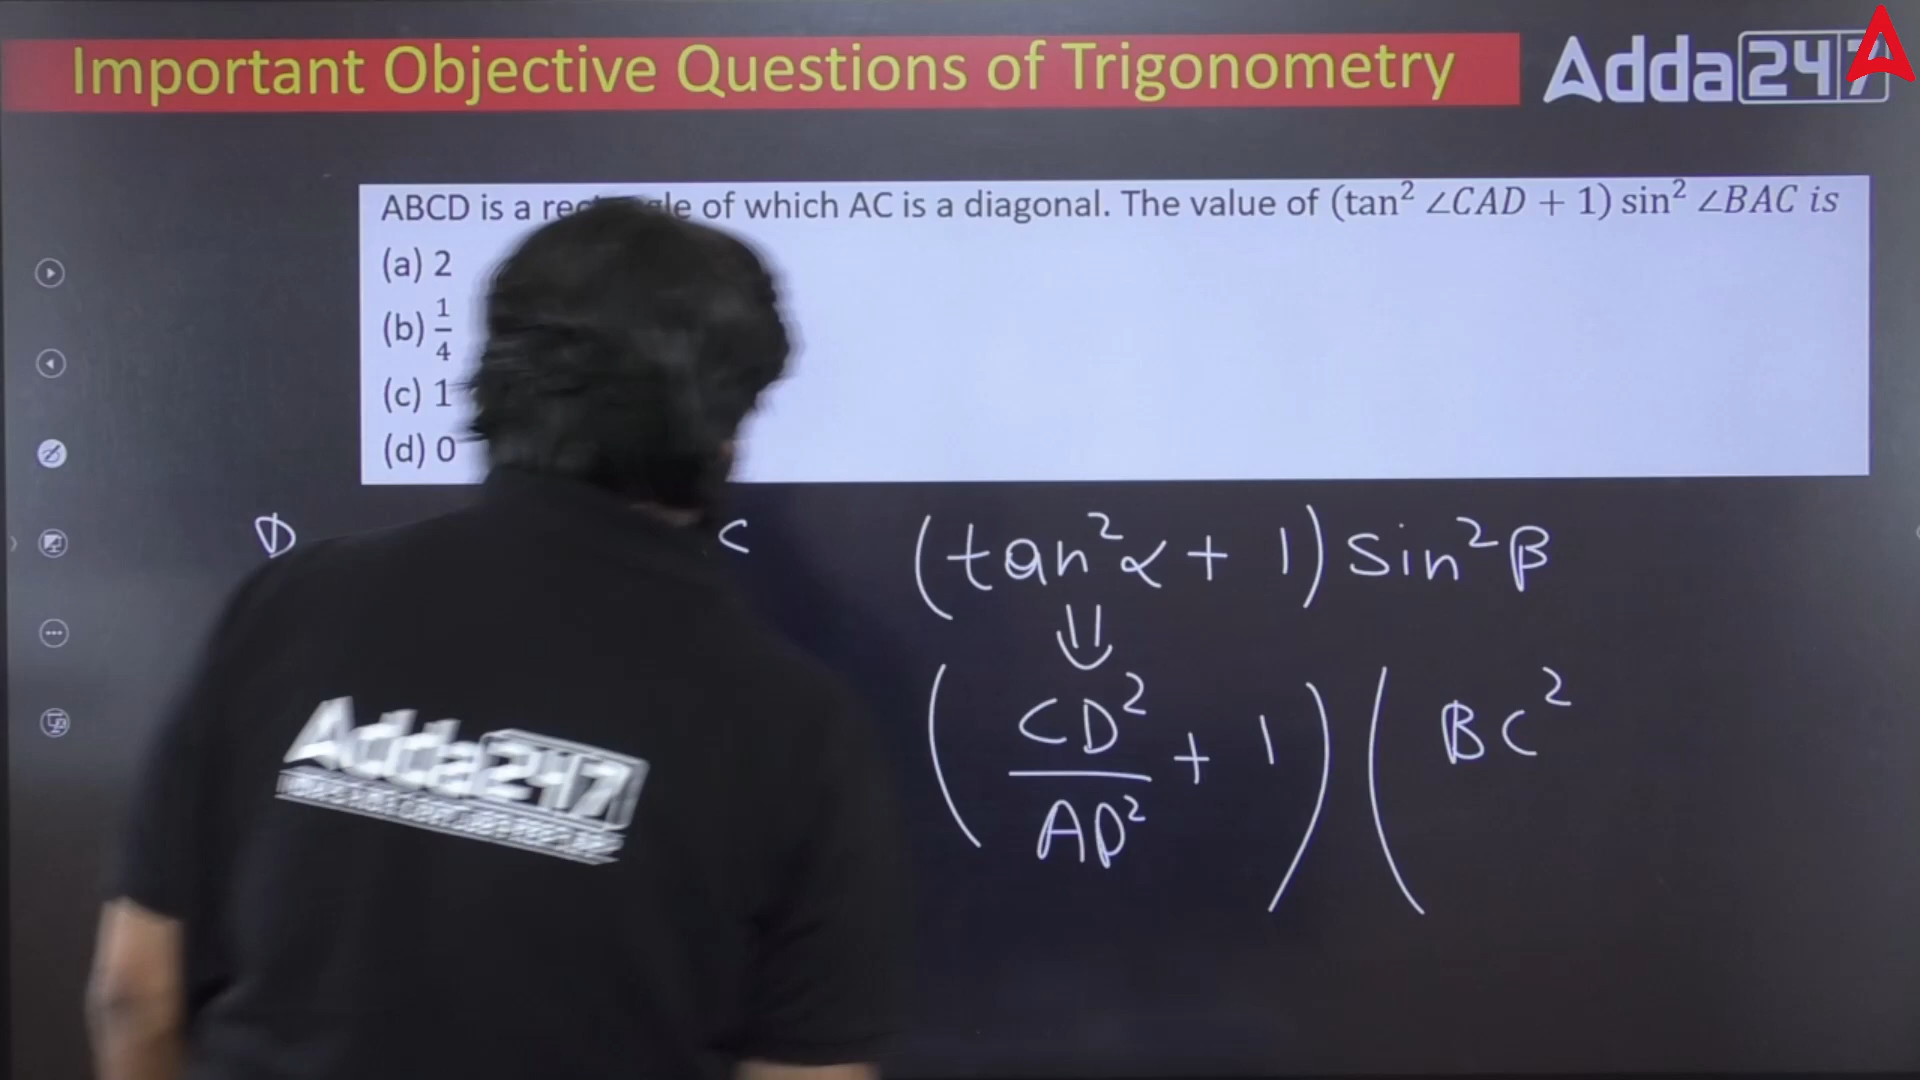 Important Objective Questions of Trigonometry
Adda247
ABCD is a rectangle of which AC is a diagonal. The value of (tan² ∠CAD + 1) sin² ∠BAC is
(a) 2
(b) 1/4
(c) 1
(d) 0
D C
(tan²α + 1) sin²β
⇓
(CD²/AD² + 1) ( BC²
Adda247